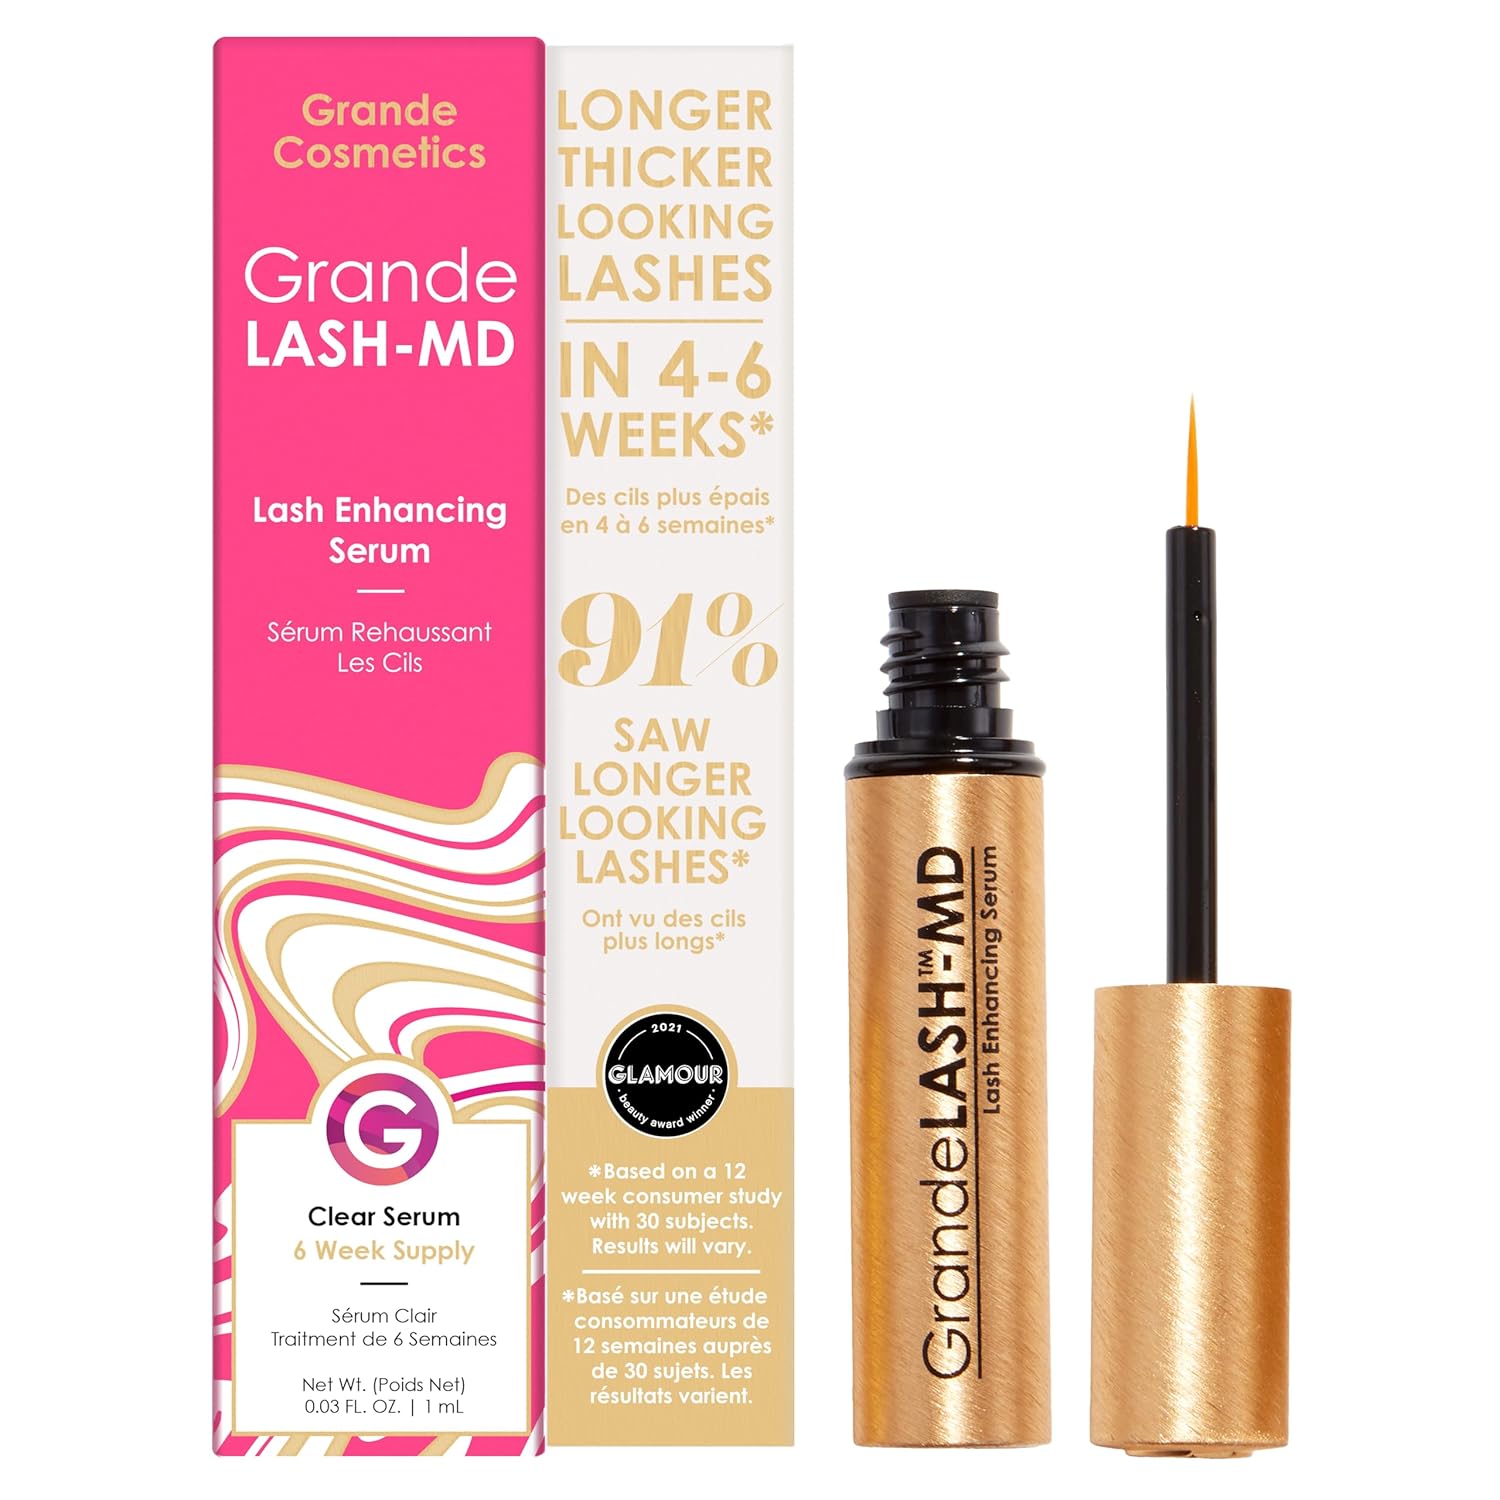 Grande
Cosmetics
Grande
LASH-MD
Lash Enhancing
Serum
Sérum Rehaussant
Les Cils
G
Clear Serum
6 Week Supply
Sérum Clair
Traitment de 6 Semaines
Net Wt. (Poids Net)
0.03 FL. OZ. | 1 mL
LONGER
THICKER
LOOKING
LASHES
IN 4-6
WEEKS*
Des cils plus épais
en 4 à 6 semaines*
91%
SAW
LONGER
LOOKING
LASHES*
Ont vu des cils
plus longs*
2021
GLAMOUR
beauty award winner
*Based on a 12
week consumer study
with 30 subjects.
Results will vary.
*Basé sur une étude
consommateurs de
12 semaines auprès
de 30 sujets. Les
résultats varient.
GrandeLASH™-MD
Lash Enhancing Serum